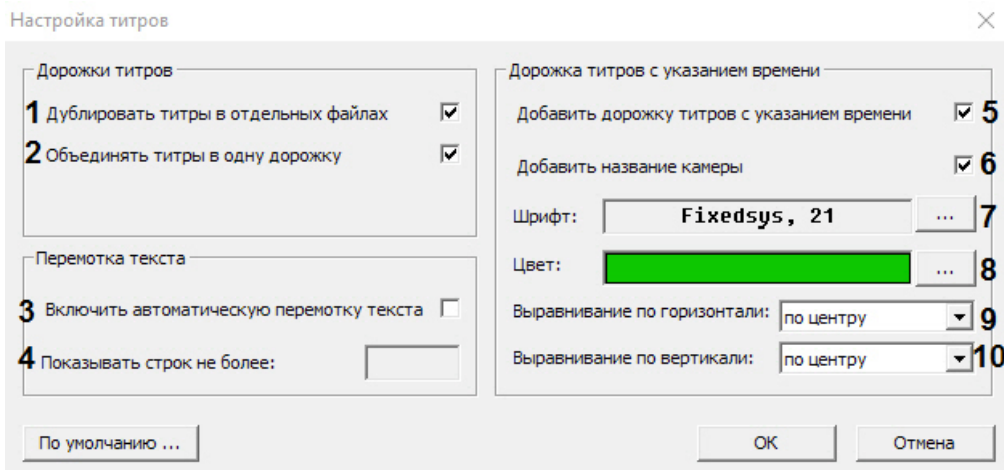 Настройка титров
Дорожки титров
1 Дублировать титры в отдельных файлах
2 Объединять титры в одну дорожку
Перемотка текста
3 Включить автоматическую перемотку текста
4 Показывать строк не более:
Дорожка титров с указанием времени
Добавить дорожку титров с указанием времени 5
Добавить название камеры 6
Шрифт: Fixedsys, 21 ... 7
Цвет: ... 8
Выравнивание по горизонтали: по центру 9
Выравнивание по вертикали: по центру 10
По умолчанию ... ОК Отмена